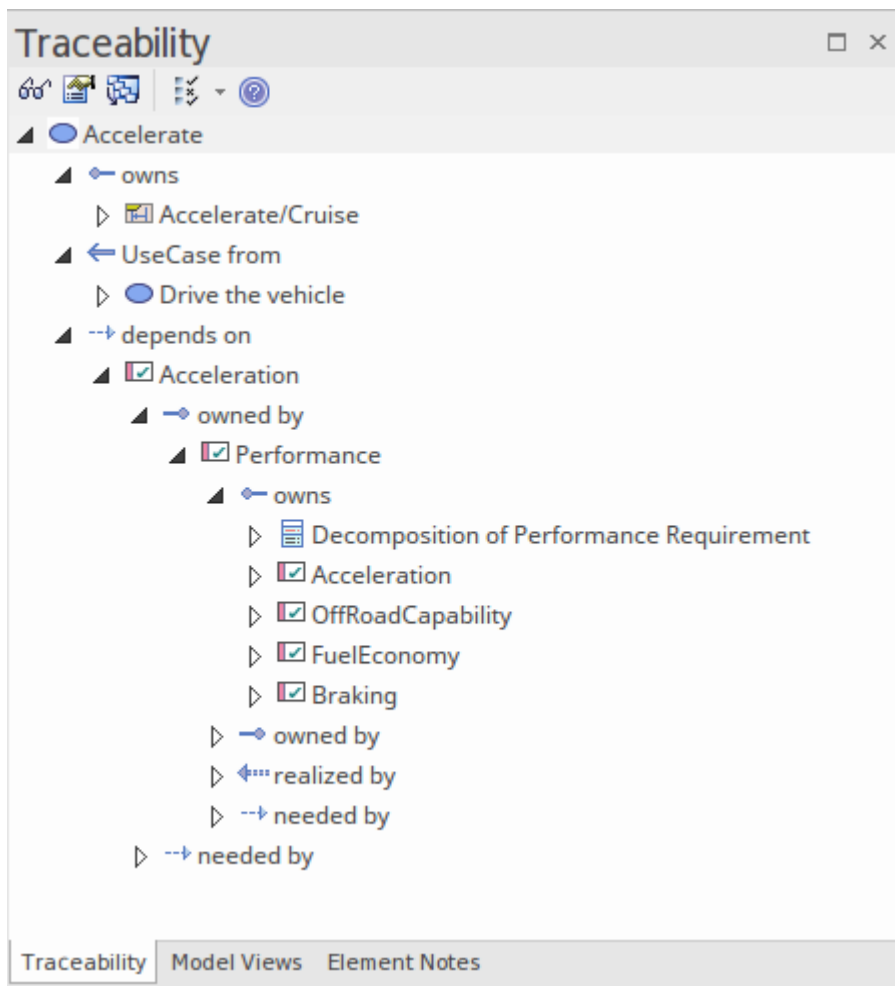 Traceability
Accelerate
owns
Accelerate/Cruise
UseCase from
Drive the vehicle
depends on
Acceleration
owned by
Performance
owns
Decomposition of Performance Requirement
Acceleration
OffRoadCapability
FuelEconomy
Braking
owned by
realized by
needed by
needed by
Traceability Model Views Element Notes